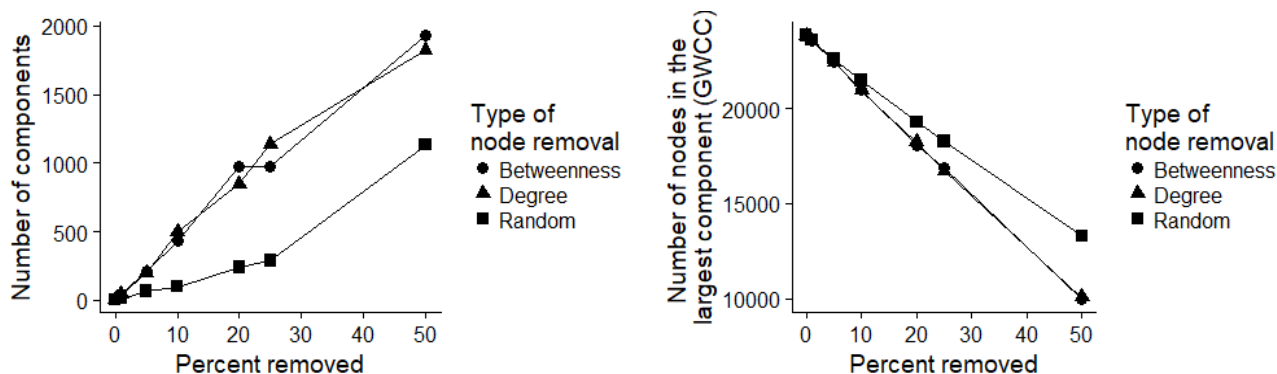 Number of components
2000
1500
1000
500
0
0 10 20 30 40 50
Percent removed
Type of
node removal
Betweenness
Degree
Random
Number of nodes in the
largest component (GWCC)
20000
15000
10000
0 10 20 30 40 50
Percent removed
Type of
node removal
Betweenness
Degree
Random